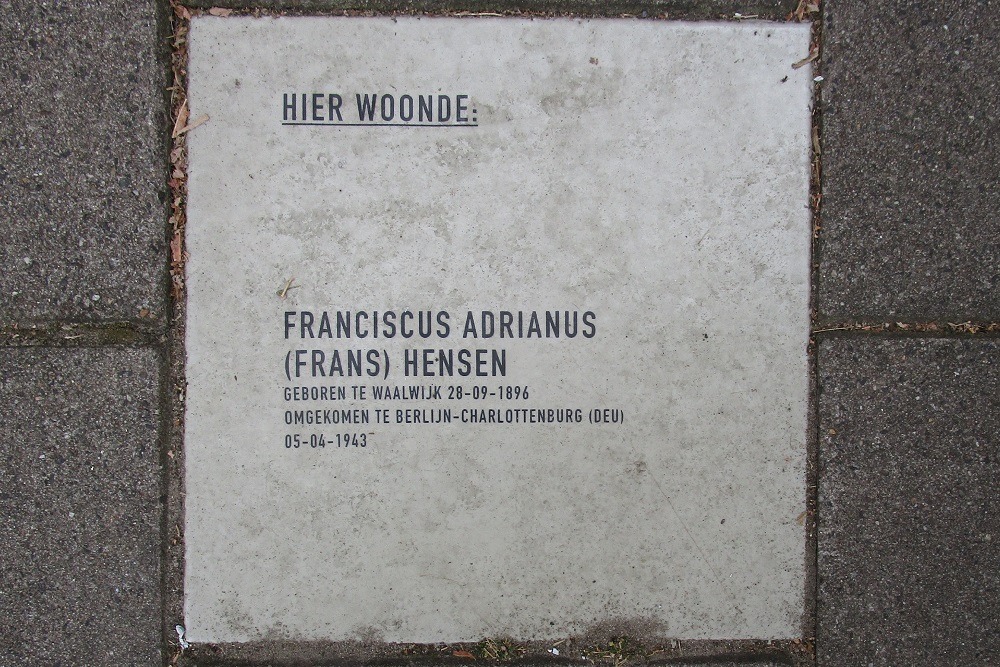 HIER WOONDE:
FRANCISCUS ADRIANUS
(FRANS) HENSEN
GEBOREN TE WAALWIJK 28-09-1896
OMGEKOMEN TE BERLIJN-CHARLOTTENBURG (DEU)
05-04-1943